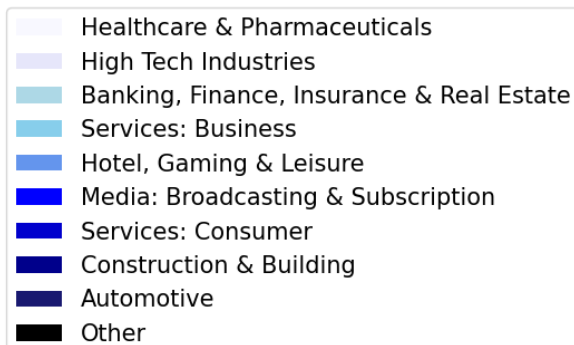 Healthcare & Pharmaceuticals
High Tech Industries
Banking, Finance, Insurance & Real Estate
Services: Business
Hotel, Gaming & Leisure
Media: Broadcasting & Subscription
Services: Consumer
Construction & Building
Automotive
Other